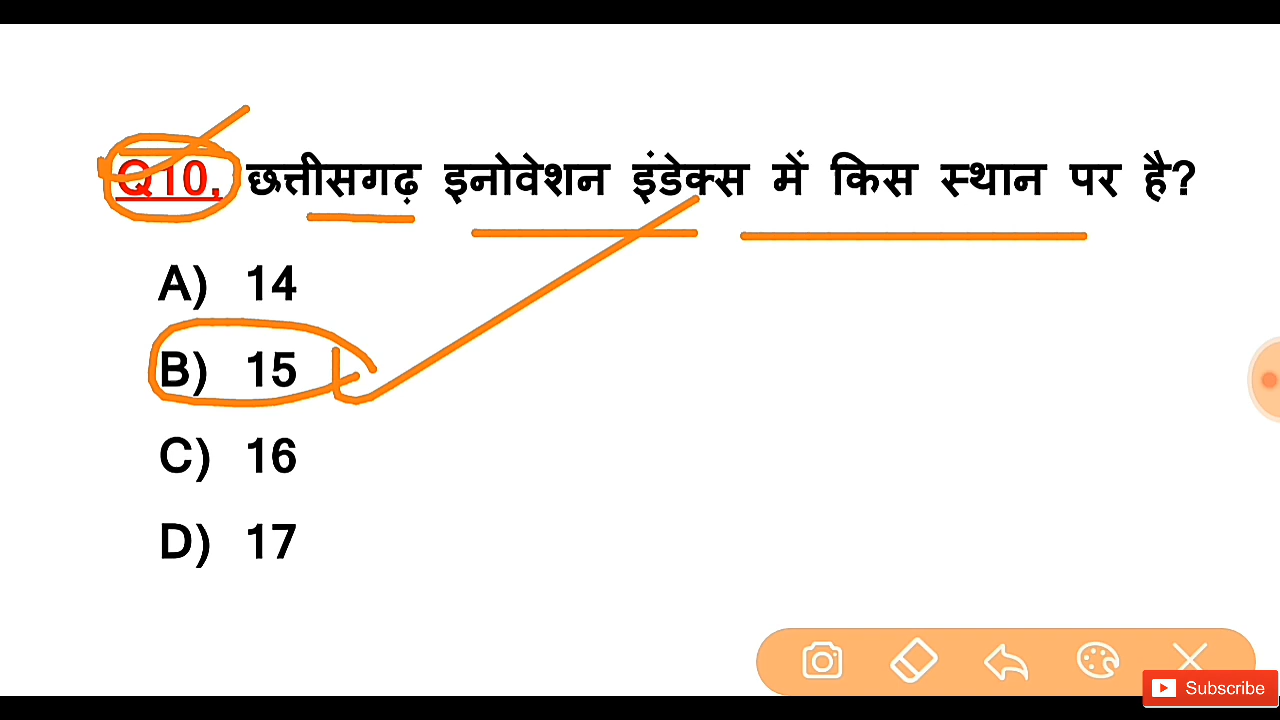 Q10. छत्तीसगढ़ इनोवेशन इंडेक्स में किस स्थान पर है?
A) 14
B) 15
C) 16
D) 17
Subscribe